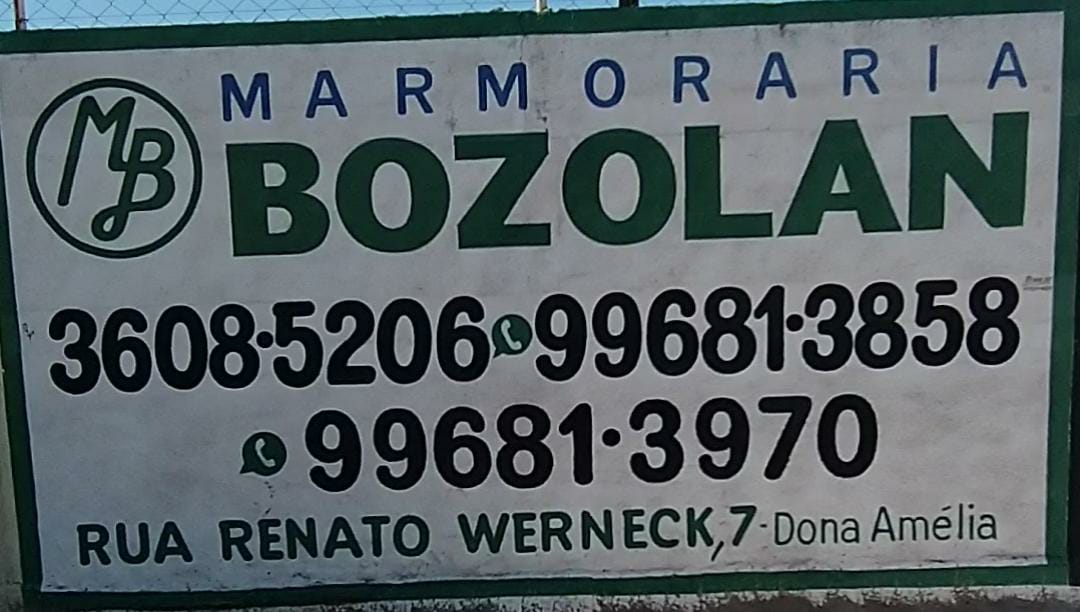 MB
MARMORARIA
BOZOLAN
3608·5206 99681·3858
99681·3970
RUA RENATO WERNECK, 7 - Dona Amélia